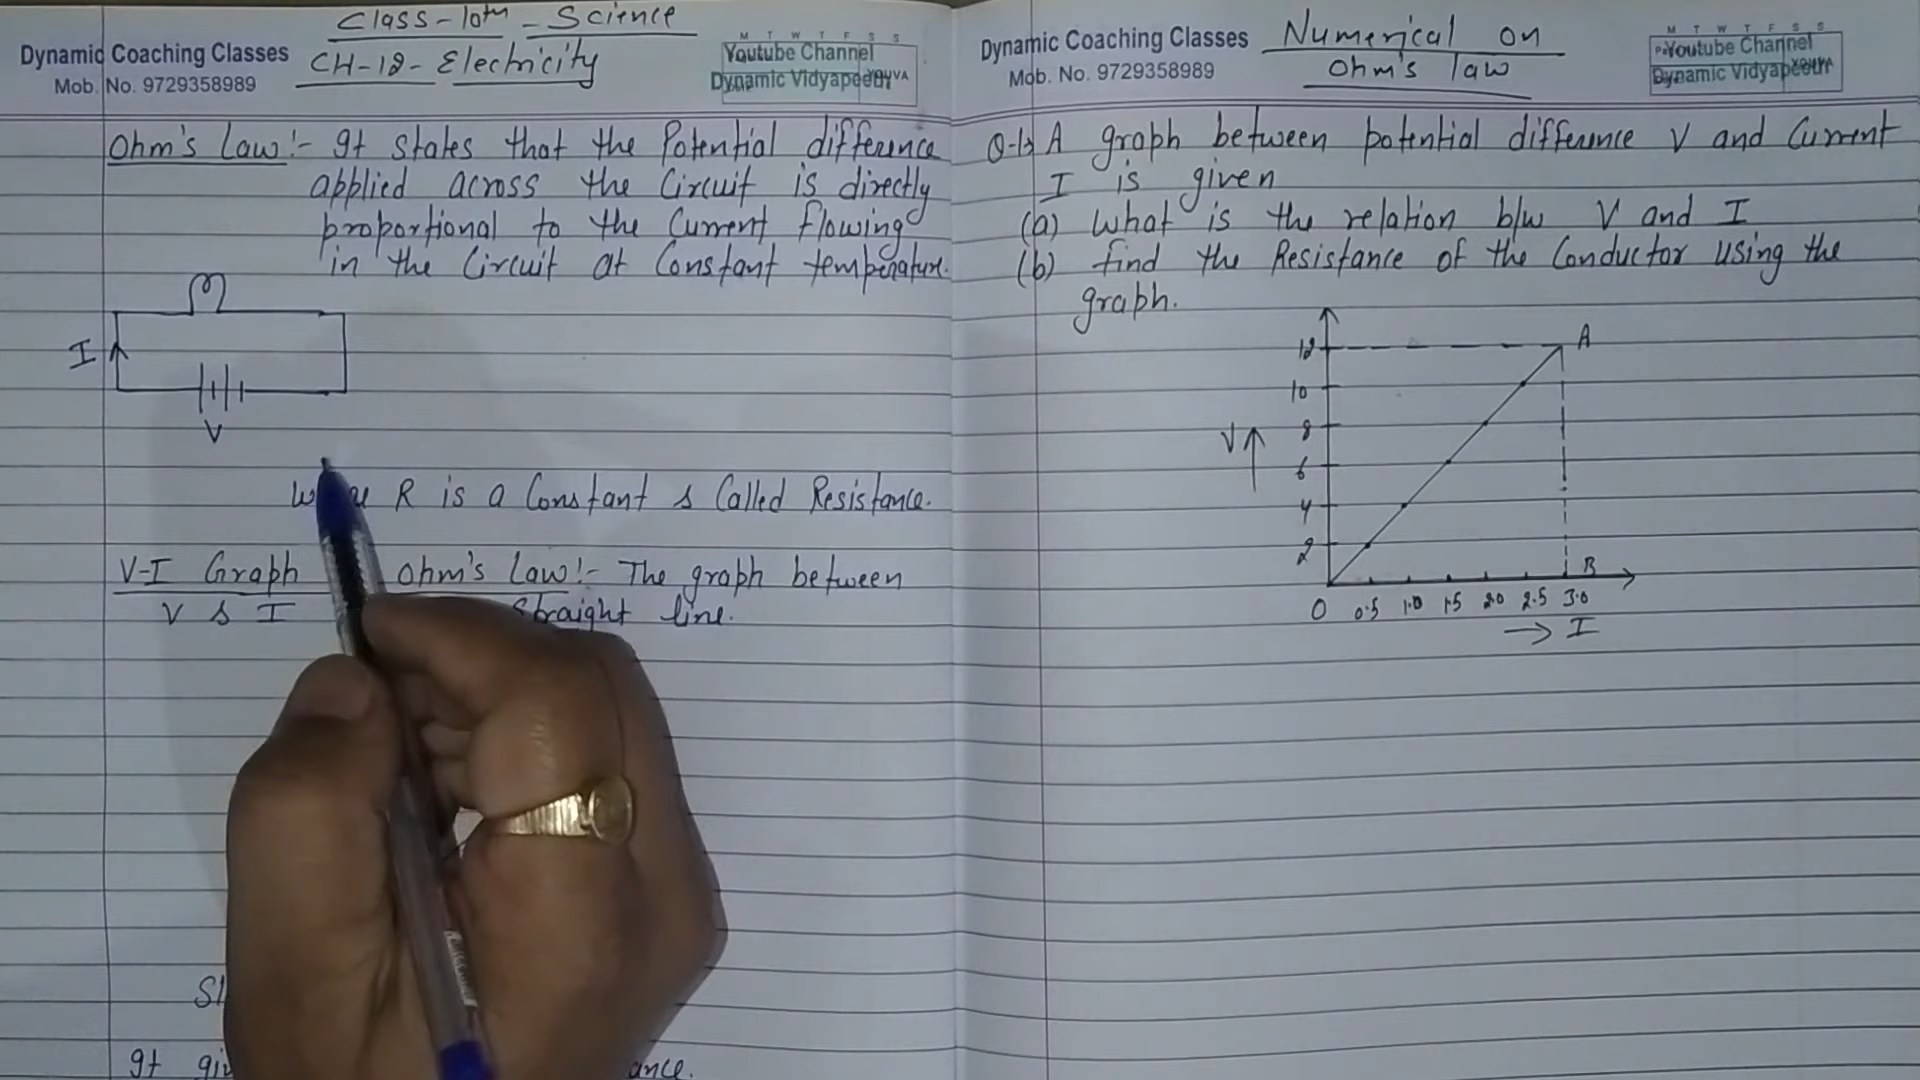 Class-10th - Science
Dynamic Coaching Classes
CH-12- Electricity
Mob. No. 9729358989
M T W T F S S
Youtube Channel
Dynamic Vidyapeeth
Ohm's Law:- It states that the Potential difference
applied across the Circuit is directly
proportional to the Current flowing
in the Circuit at Constant temperature.
I
V
R is a Constant & Called Resistance.
V-I Graph Ohm's Law:- The graph between
V & I straight line.
It
Dynamic Coaching Classes
Mob. No. 9729358989
Numerical on
Ohm's law
M T W T F S S
Youtube Channel
Dynamic Vidyapeeth
Q-1) A graph between potential difference V and Current
I is given
(a) What is the relation b/w V and I
(b) find the Resistance of the Conductor using the
graph.
12
A
10
V
8
6
4
2
B
0 0.5 1.0 1.5 2.0 2.5 3.0
I